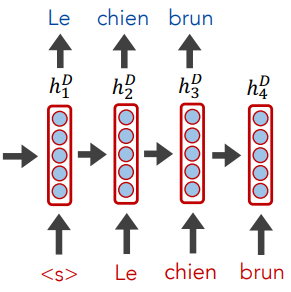 Le chien brun
h₁ᴰ h₂ᴰ h₃ᴰ h₄ᴰ
<s> Le chien brun